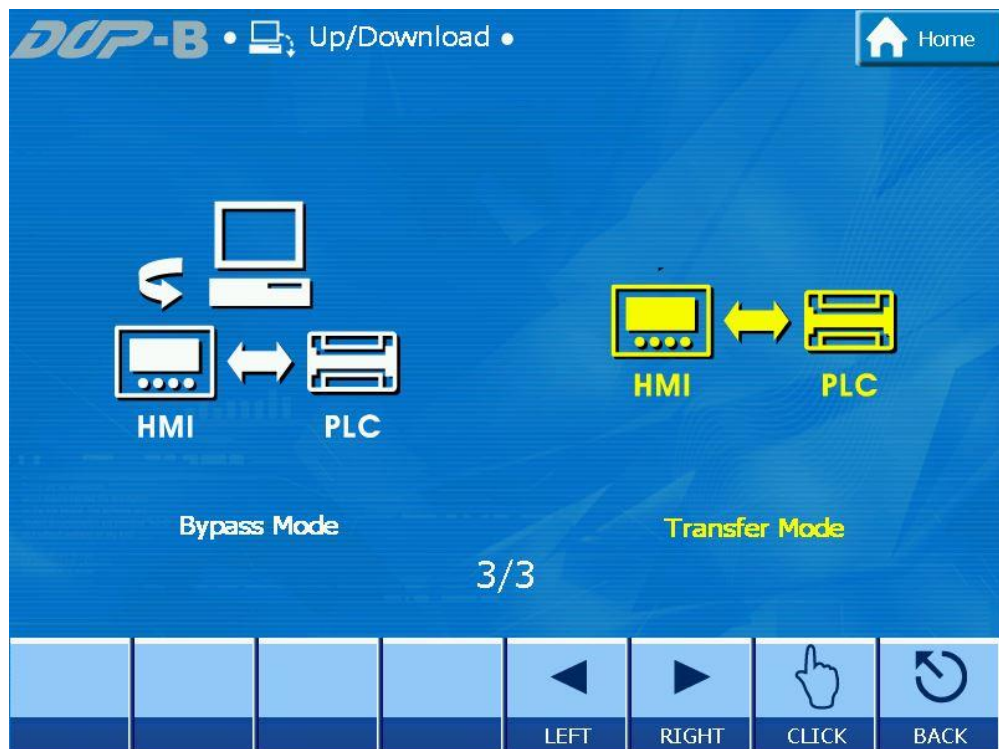 DOP-B • Up/Download •
Home
HMI PLC
HMI PLC
Bypass Mode
Transfer Mode
3/3
LEFT RIGHT CLICK BACK